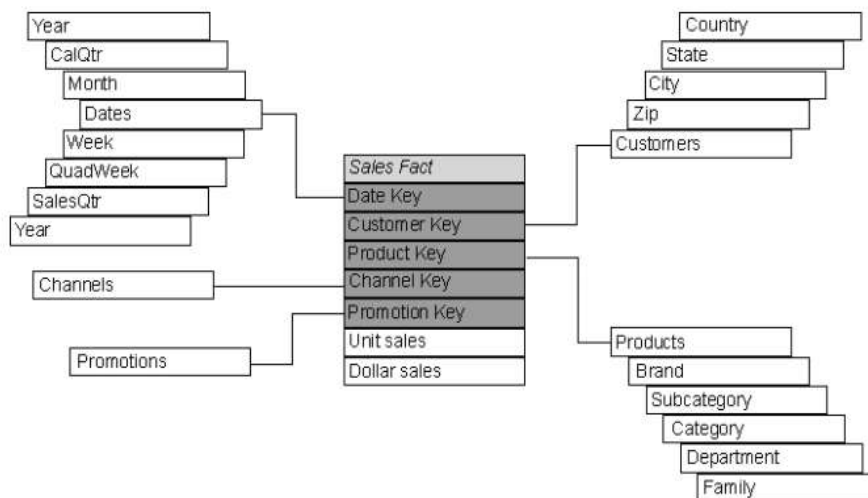 Year
CalQtr
Month
Dates
Week
QuadWeek
SalesQtr
Year
Channels
Promotions
Sales Fact
Date Key
Customer Key
Product Key
Channel Key
Promotion Key
Unit sales
Dollar sales
Country
State
City
Zip
Customers
Products
Brand
Subcategory
Category
Department
Family